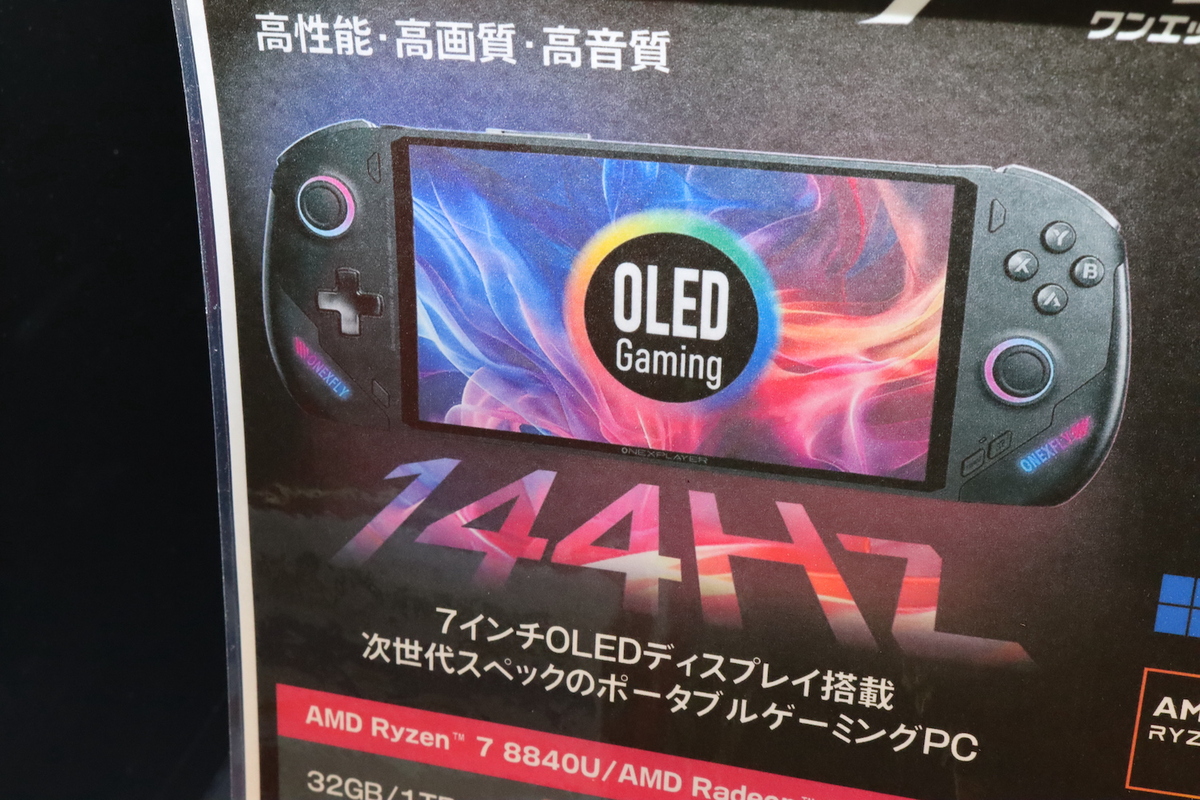 高性能・高画質・高音質
ワンエッ
Y
X
B
A
OLED
Gaming
ONEXFLY
ONEXFLY
ONEXPLAYER
144Hz
7インチOLEDディスプレイ搭載
次世代スペックのポータブルゲーミングPC
AMD Ryzen™ 7 8840U/AMD Radeon™
32GB/1TB
AM
RYZ